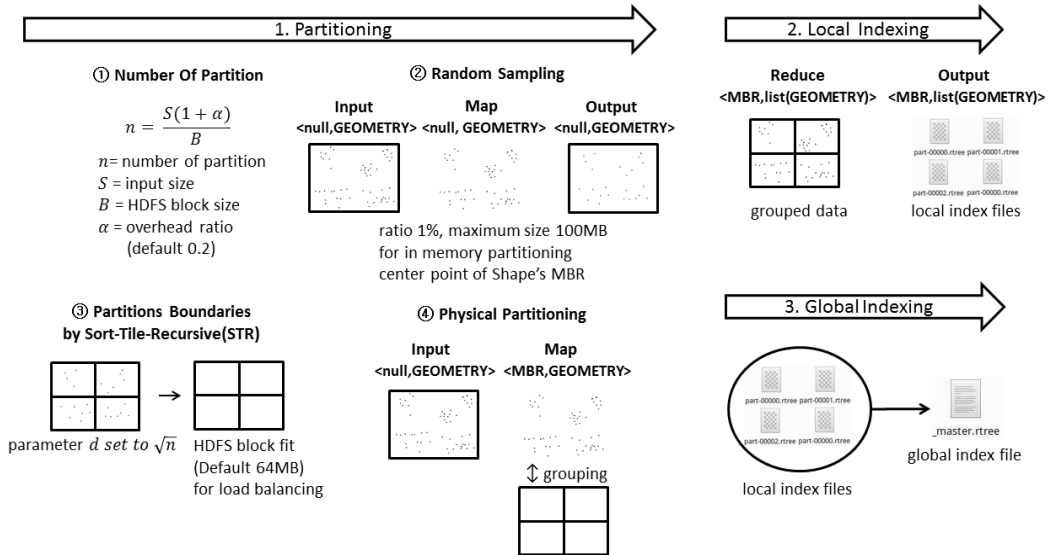 1. Partitioning
① Number Of Partition
n = S(1 + α) / B
n= number of partition
S = input size
B = HDFS block size
α = overhead ratio
(default 0.2)
② Random Sampling
Input
<null,GEOMETRY>
Map
<null, GEOMETRY>
Output
<null,GEOMETRY>
ratio 1%, maximum size 100MB
for in memory partitioning
center point of Shape's MBR
③ Partitions Boundaries
by Sort-Tile-Recursive(STR)
parameter d set to √n
HDFS block fit
(Default 64MB)
for load balancing
④ Physical Partitioning
Input
<null,GEOMETRY>
Map
<MBR,GEOMETRY>
↕ grouping
2. Local Indexing
Reduce
<MBR,list(GEOMETRY)>
grouped data
Output
<MBR,list(GEOMETRY)>
part-00000.rtree part-00001.rtree
part-00002.rtree part-00000.rtree
local index files
3. Global Indexing
part-00000.rtree part-00001.rtree
part-00002.rtree part-00000.rtree
local index files
_master.rtree
global index file